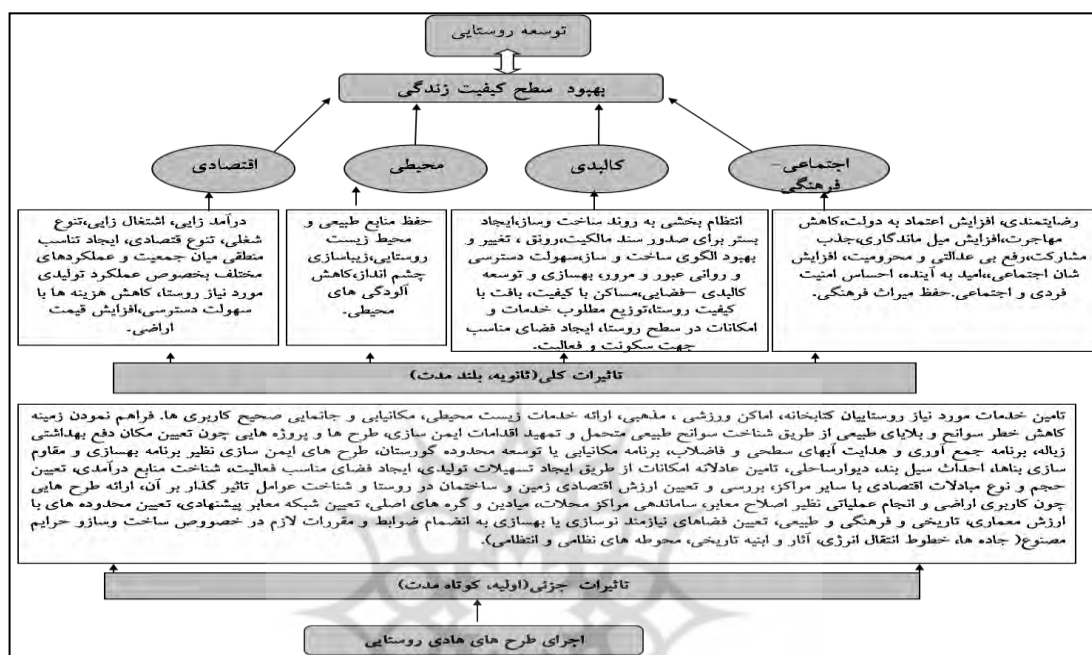 توسعه روستایی
بهبود سطح کیفیت زندگی
اجتماعی-
فرهنگی
کالبدی
محیطی
اقتصادی
رضایتمندی، افزایش اعتماد به دولت،کاهش
مهاجرت،افزایش میل ماندگاری،جذب
مشارکت،رفع بی عدالتی و محرومیت، افزایش
شان اجتماعی،،امید به آینده، احساس امنیت
فردی و اجتماعی.حفظ میراث فرهنگی.
انتظام بخشی به روند ساخت وساز،ایجاد
بستر برای صدور سند مالکیت،رونق ، تغییر و
بهبود الگوی ساخت و ساز،سهولت دسترسی
و روانی عبور و مرور، بهسازی و توسعه
کالبدی –فضایی،مساکن با کیفیت، بافت با
کیفیت روستا،توزیع مطلوب خدمات و
امکانات در سطح روستا، ایجاد فضای مناسب
جهت سکونت و فعالیت.
حفظ منابع طبیعی و
محیط زیست
روستایی،زیباسازی
چشم انداز،کاهش
آلودگی های
محیطی.
درآمد زایی، اشتغال زایی،تنوع
شغلی، تنوع قتصادی، ایجاد تناسب
منطقی میان جمعیت و عملکردهای
مختلف بخصوص عملکرد تولیدی
مورد نیاز روستا، کاهش هزینه ها با
سهولت دسترسی،افزایش قیمت
اراضی.
تاثیرات کلی(ثانویه، بلند مدت)
تامین خدمات مورد نیاز روستاییان کتابخانه، اماکن ورزشی ، مذهبی، ارائه خدمات زیست محیطی، مکانیابی و جانمایی صحیح کاربری ها. فراهم نمودن زمینه
کاهش خطر سوانح و بلایای طبیعی از طریق شناخت سوانح طبیعی متحمل و تمهید اقدامات ایمن سازی، طرح ها و پروژه هایی چون تعیین مکان دفع بهداشتی
زباله، برنامه جمع آوری و هدایت آبهای سطحی و فاضلاب، برنامه مکانیابی یا توسعه محدوده گورستان، طرح های ایمن سازی نظیر برنامه بهسازی و مقاوم
سازی بناها، احداث سیل بند، دیوارساحلی، تامین عادلانه امکانات از طریق ایجاد تسهیلات تولیدی، ایجاد فضای مناسب فعالیت، شناخت منابع درآمدی، تعیین
حجم و نوع مبادلات اقتصادی با سایر مراکز، بررسی و تعیین ارزش اقتصادی زمین و ساختمان در روستا و شناخت عوامل تاثیر گذار بر آن، ارائه طرح هایی
چون کاربری اراضی و انجام عملیاتی نظیر اصلاح معابر، ساماندهی مراکز محلات، میادین و گره های اصلی، تعیین شبکه معابر پیشنهادی، تعیین محدوده های با
ارزش معماری، تاریخی و فرهنگی و طبیعی، تعیین فضاهای نیازمند نوسازی یا بهسازی به انضمام ضوابط و مقررات لازم در خصووص ساخت وسازو حرایم
مصنوع( جاده ها، خطوط انتقال انرژی، آثار و ابنیه تاریخی، محوطه های نظامی و انتظامی).
تاثیرات جزئی(اولیه، کوتاه مدت)
اجرای طرح های هادی روستایی